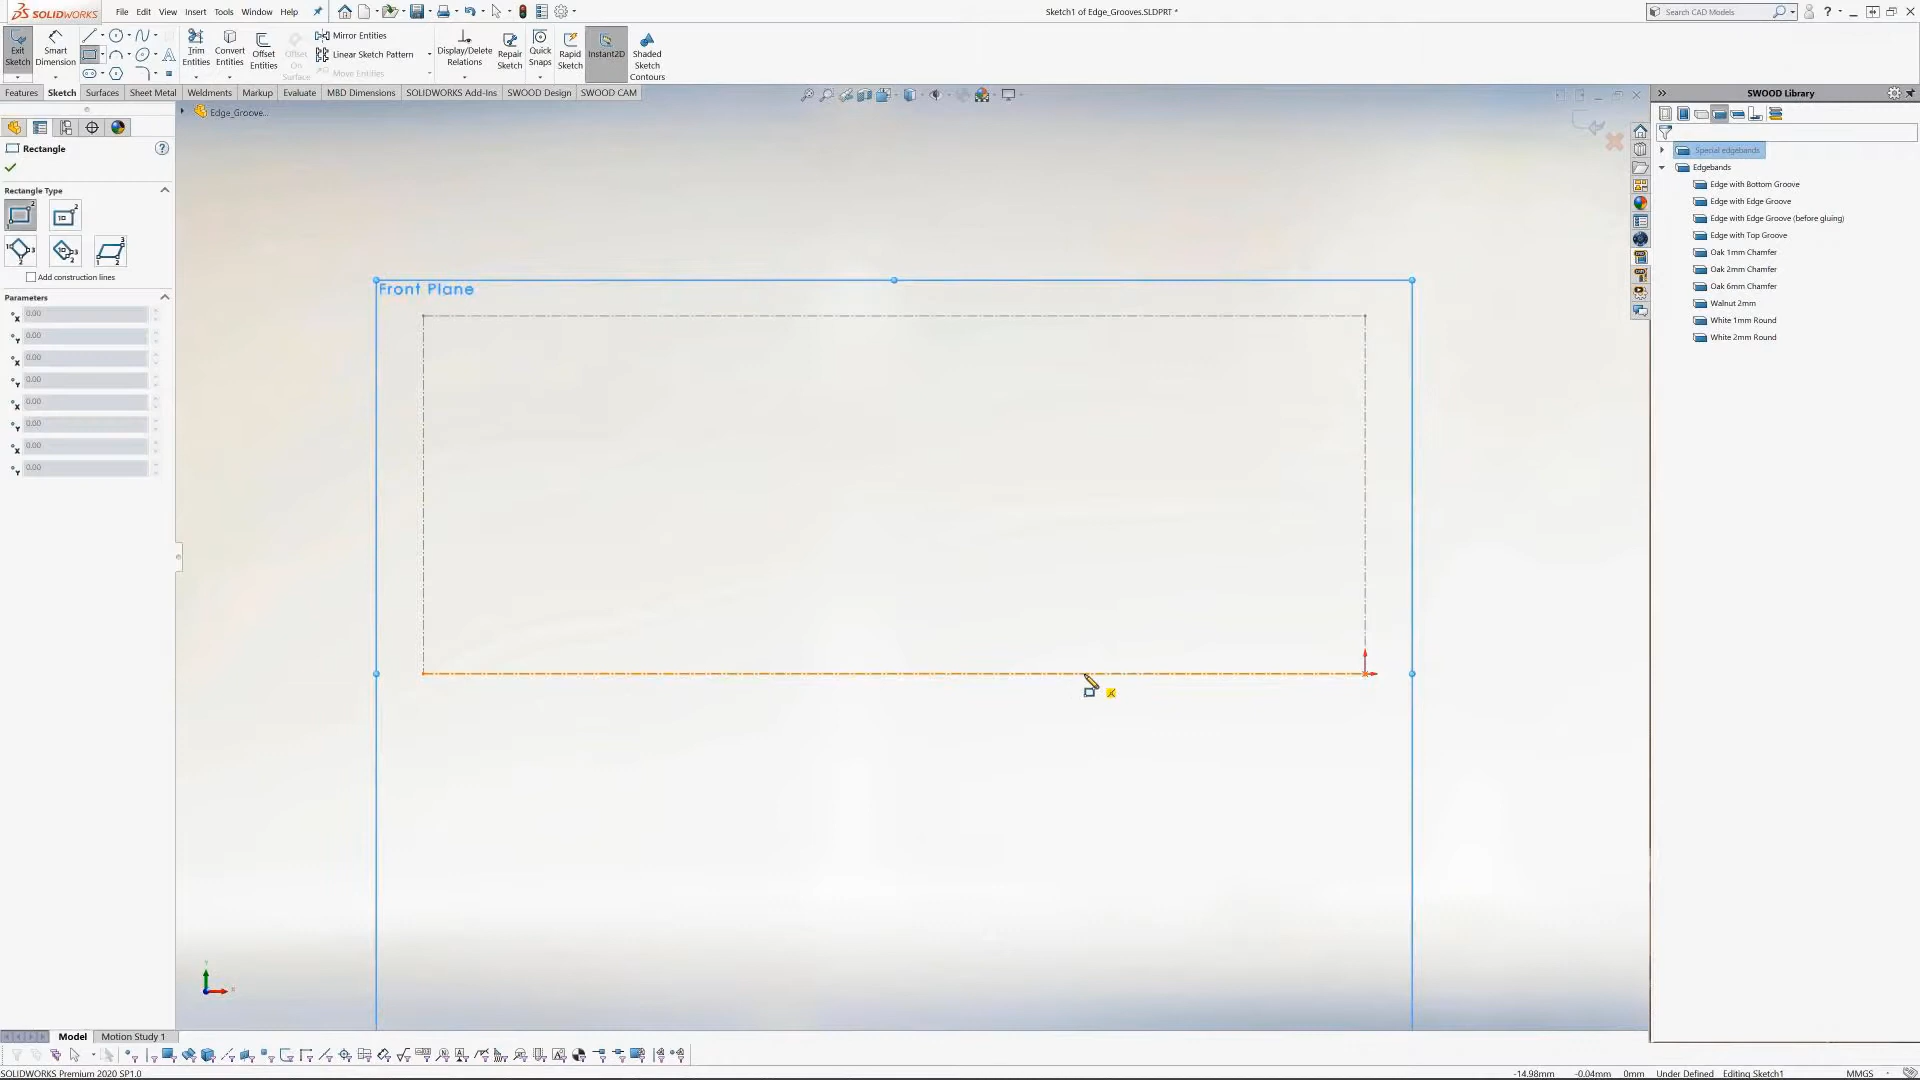 SOLIDWORKS
File
Edit
View
Insert
Tools
Window
Help
Sketch1 of Edge_Grooves.SLDPRT *
Search CAD Models
Exit Sketch
Smart Dimension
Trim Entities
Convert Entities
Offset Entities
Offset On Surface
Mirror Entities
Linear Sketch Pattern
Move Entities
Display/Delete Relations
Repair Sketch
Quick Snaps
Rapid Sketch
Instant2D
Shaded Sketch Contours
Features
Sketch
Surfaces
Sheet Metal
Weldments
Markup
Evaluate
MBD Dimensions
SOLIDWORKS Add-Ins
SWOOD Design
SWOOD CAM
SWOOD Library
Edge_Groove...
Rectangle
Rectangle Type
Add construction lines
Parameters
0.00
0.00
0.00
0.00
0.00
0.00
0.00
0.00
Front Plane
Special edgebands
Edgebands
Edge with Bottom Groove
Edge with Edge Groove
Edge with Edge Groove (before gluing)
Edge with Top Groove
Oak 1mm Chamfer
Oak 2mm Chamfer
Oak 6mm Chamfer
Walnut 2mm
White 1mm Round
White 2mm Round
Model
Motion Study 1
SOLIDWORKS Premium 2020 SP1.0
-14.98mm
-0.04mm
0mm
Under Defined
Editing Sketch1
MMGS